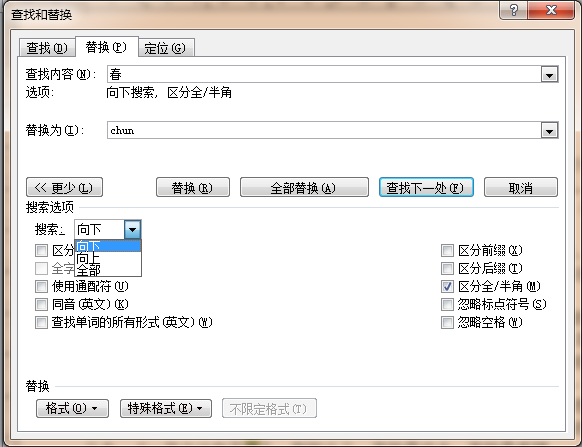 查找和替换
查找(D) 替换(P) 定位(G)
查找内容(N): 春
选项: 向下搜索, 区分全/半角
替换为(I): chun
<< 更少(L) 替换(R) 全部替换(A) 查找下一处(F) 取消
搜索选项
搜索: 向下
向下
向上
全部
区分 区分前缀(X)
全字 区分后缀(T)
使用通配符(U) 区分全/半角(M)
同音(英文)(K) 忽略标点符号(S)
查找单词的所有形式(英文)(W) 忽略空格(W)
替换
格式(O) 特殊格式(E) 不限定格式(T)